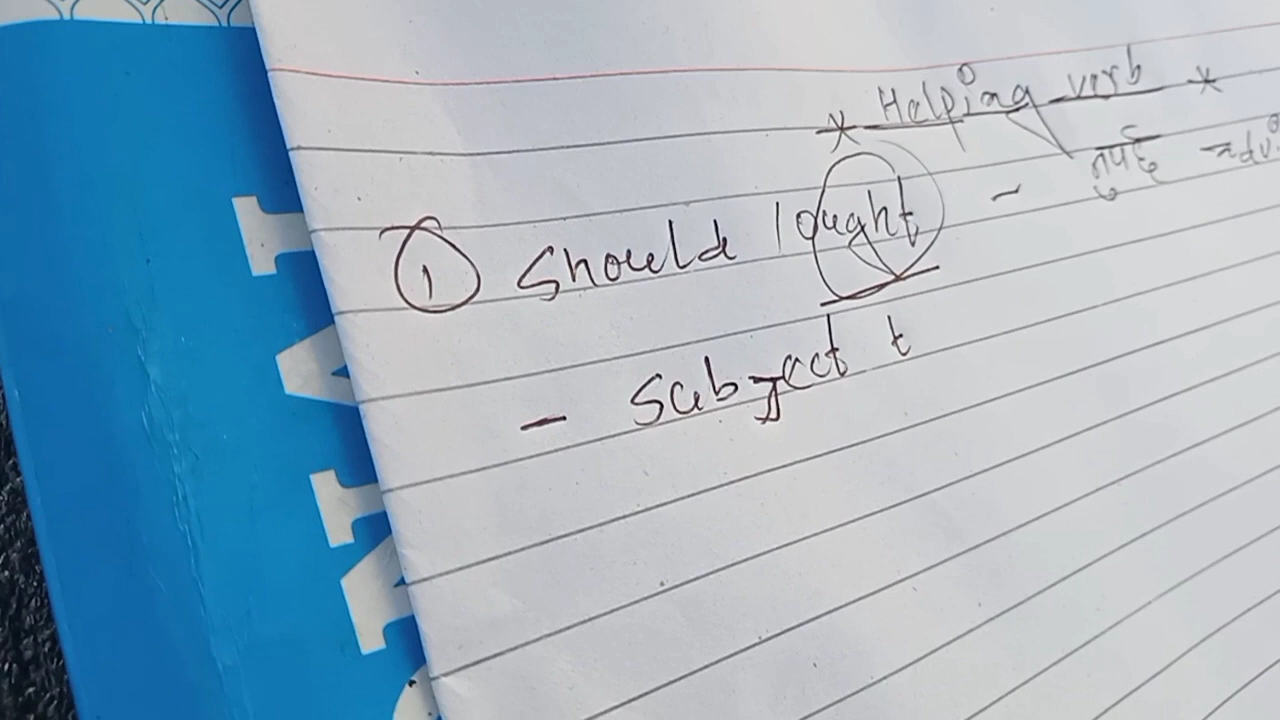 * Helping verb *
① Should / ought -
- Subject t